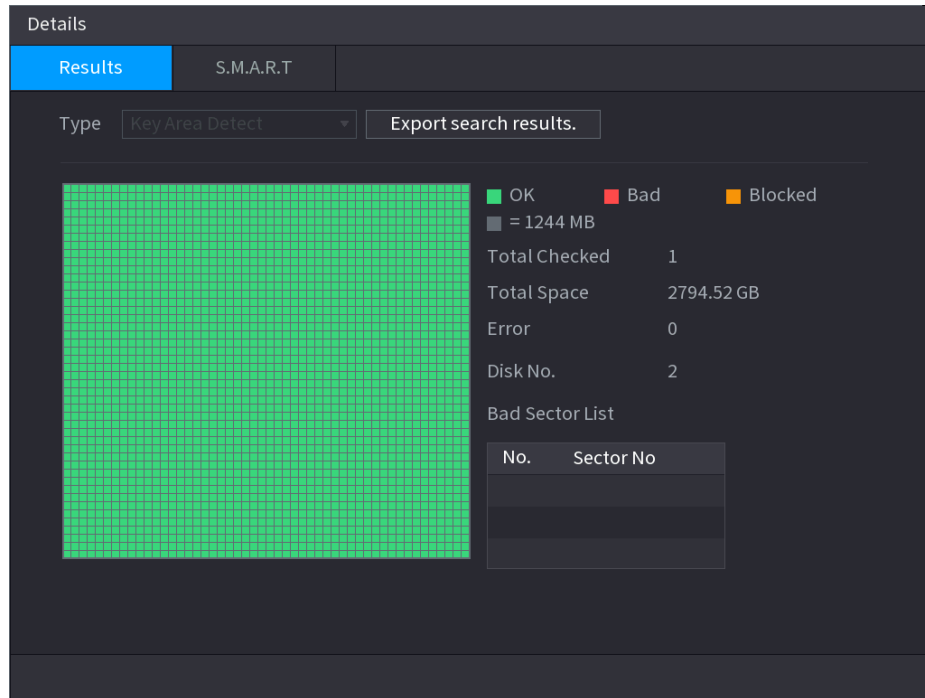 Details
Results S.M.A.R.T
Type Key Area Detect Export search results.
OK Bad Blocked
= 1244 MB
Total Checked 1
Total Space 2794.52 GB
Error 0
Disk No. 2
Bad Sector List
No. Sector No